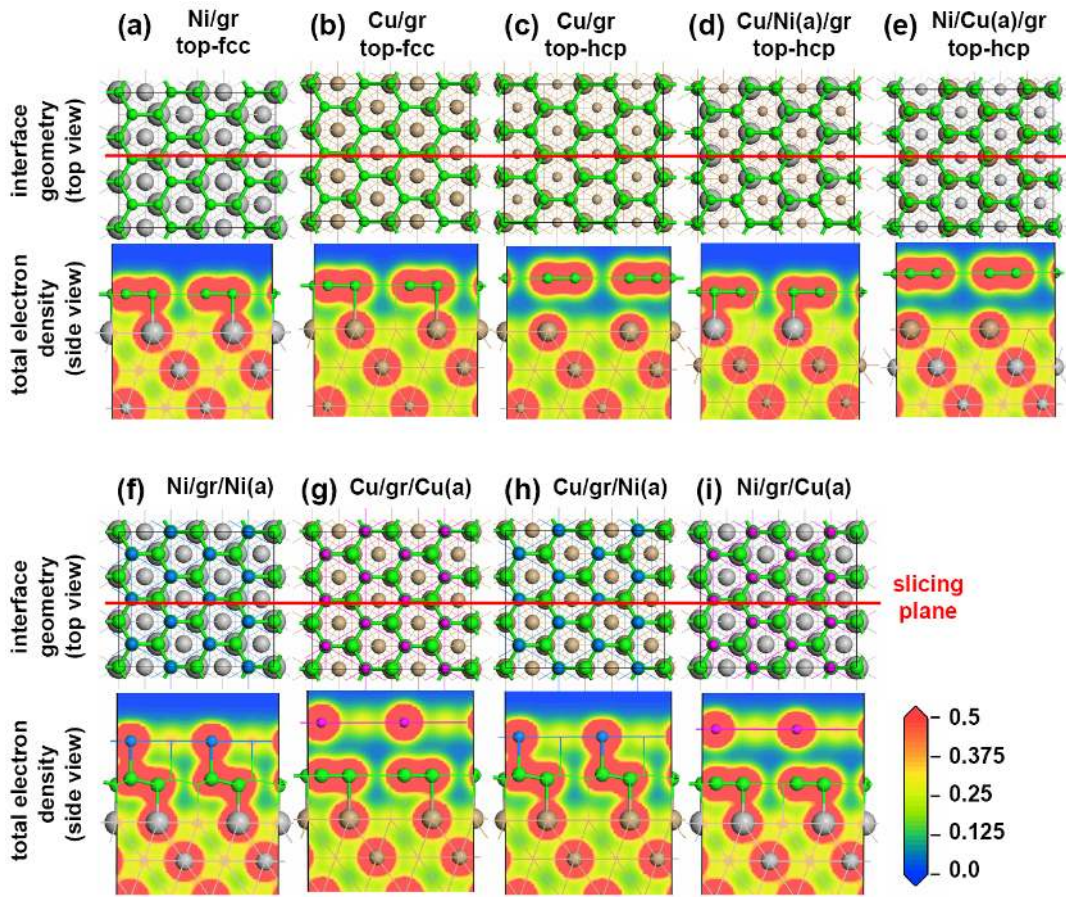 (a) Ni/gr
top-fcc
(b) Cu/gr
top-fcc
(c) Cu/gr
top-hcp
(d) Cu/Ni(a)/gr
top-hcp
(e) Ni/Cu(a)/gr
top-hcp
interface
geometry
(top view)
total electron
density
(side view)
(f) Ni/gr/Ni(a)
(g) Cu/gr/Cu(a)
(h) Cu/gr/Ni(a)
(i) Ni/gr/Cu(a)
interface
geometry
(top view)
slicing
plane
total electron
density
(side view)
0.5
0.375
0.25
0.125
0.0